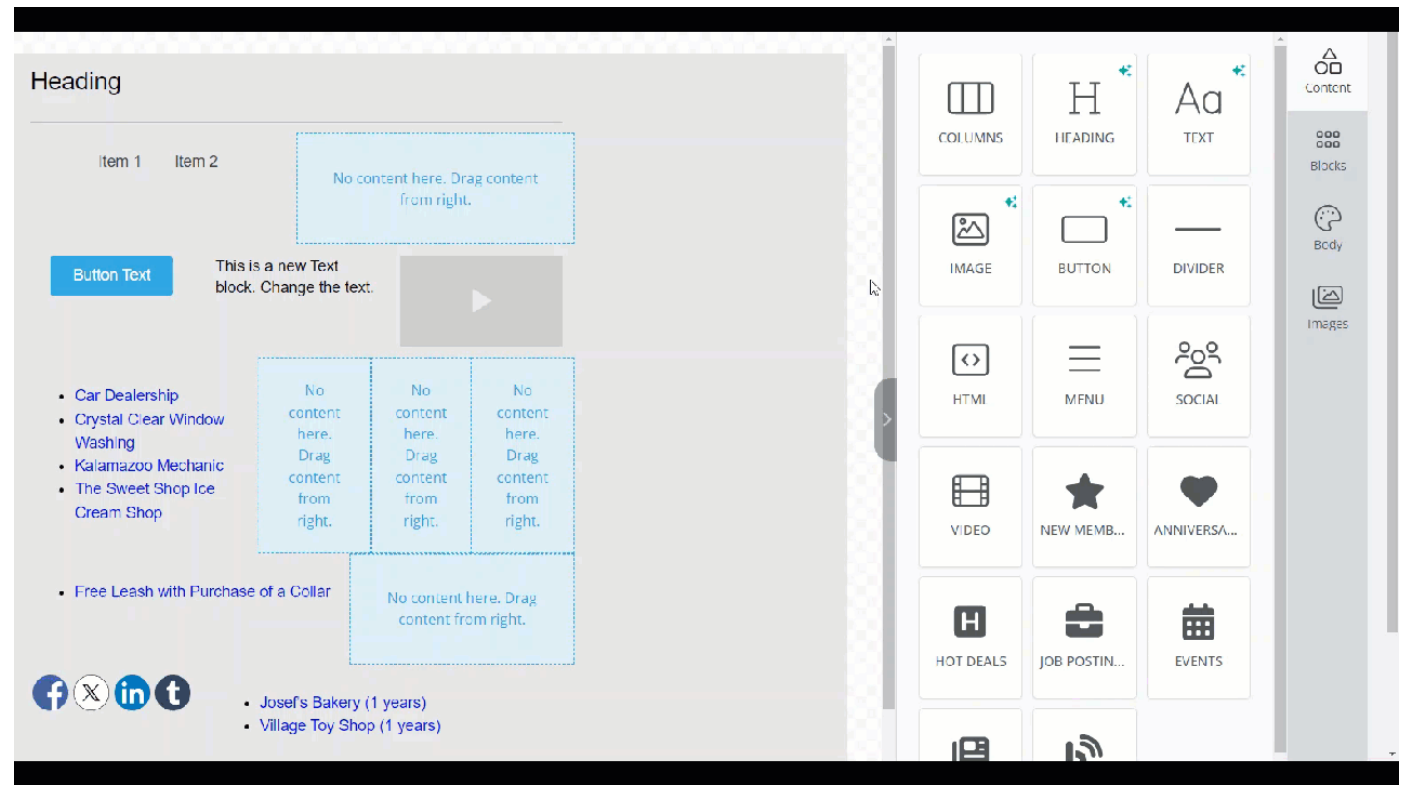 Heading
Item 1
Item 2
No content here. Drag content
from right.
Button Text
This is a new Text
block. Change the text.
Car Dealership
Crystal Clear Window
Washing
Kalamazoo Mechanic
The Sweet Shop Ice
Cream Shop
No
content
here.
Drag
content
from
right.
No
content
here.
Drag
content
from
right.
No
content
here.
Drag
content
from
right.
Free Leash with Purchase of a Collar
No content here. Drag
content from right.
Josef's Bakery (1 years)
Village Toy Shop (1 years)
COLUMNS
HEADING
TEXT
IMAGE
BUTTON
DIVIDER
HTML
MENU
SOCIAL
VIDEO
NEW MEMB...
ANNIVERSA...
HOT DEALS
JOB POSTIN...
EVENTS
Content
Blocks
Body
Images